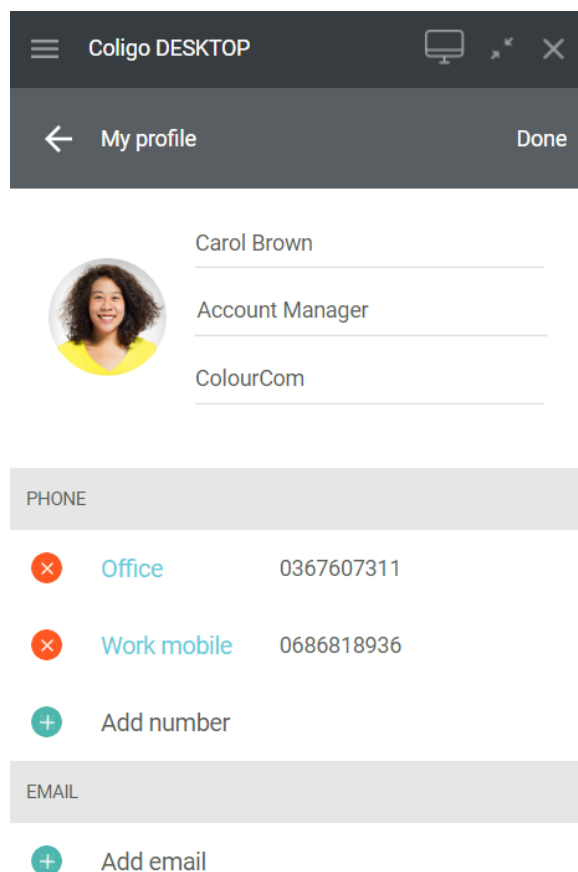 Coligo DESKTOP
My profile Done
Carol Brown
Account Manager
ColourCom
PHONE
Office 0367607311
Work mobile 0686818936
Add number
EMAIL
Add email